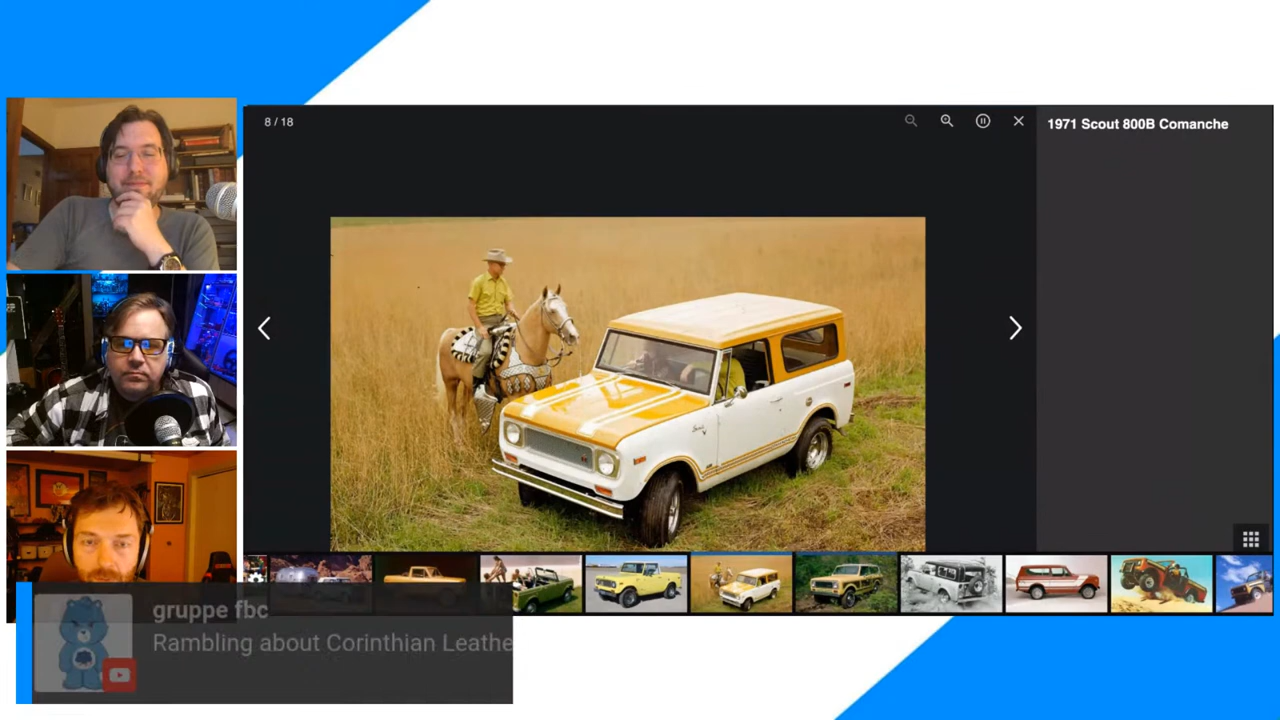 8 / 18
1971 Scout 800B Comanche
gruppe fbc
Rambling about Corinthian Leathe